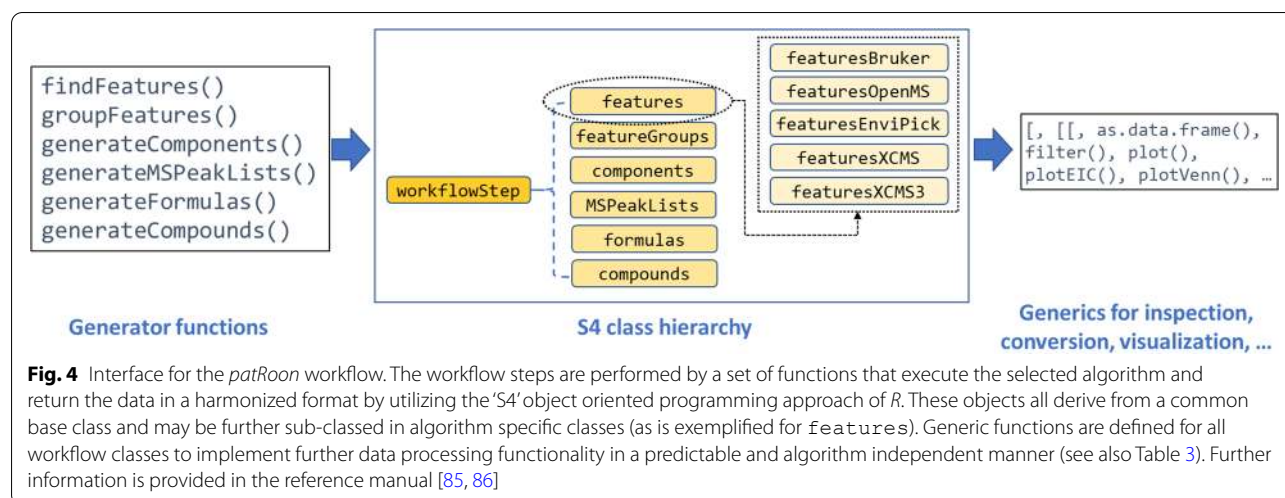 findFeatures()
groupFeatures()
generateComponents()
generateMSPeakLists()
generateFormulas()
generateCompounds()
Generator functions
workflowStep
features
featureGroups
components
MSPeakLists
formulas
compounds
featuresBruker
featuresOpenMS
featuresEnviPick
featuresXCMS
featuresXCMS3
S4 class hierarchy
[, [[, as.data.frame(),
filter(), plot(),
plotEIC(), plotVenn(), …
Generics for inspection,
conversion, visualization, …
Fig. 4 Interface for the patRoon workflow. The workflow steps are performed by a set of functions that execute the selected algorithm and
return the data in a harmonized format by utilizing the ‘S4’ object oriented programming approach of R. These objects all derive from a common
base class and may be further sub-classed in algorithm specific classes (as is exemplified for features). Generic functions are defined for all
workflow classes to implement further data processing functionality in a predictable and algorithm independent manner (see also Table 3). Further
information is provided in the reference manual [85, 86]